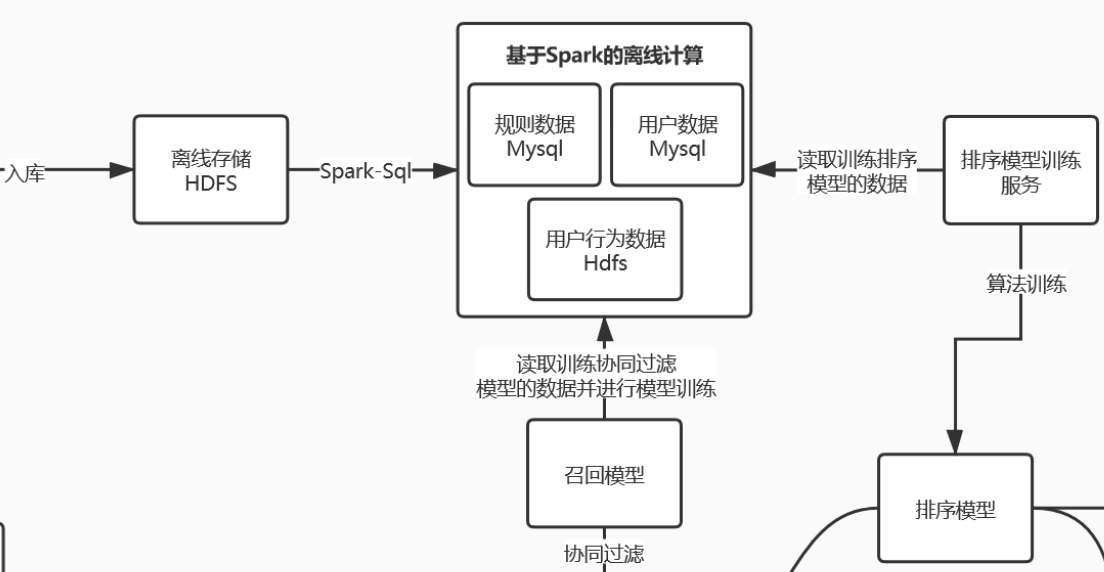 基于Spark的离线计算
规则数据
Mysql
用户数据
Mysql
离线存储
HDFS
入库
Spark-Sql
读取训练排序
模型的数据
排序模型训练
服务
用户行为数据
Hdfs
算法训练
读取训练协同过滤
模型的数据并进行模型训练
召回模型
排序模型
协同过滤